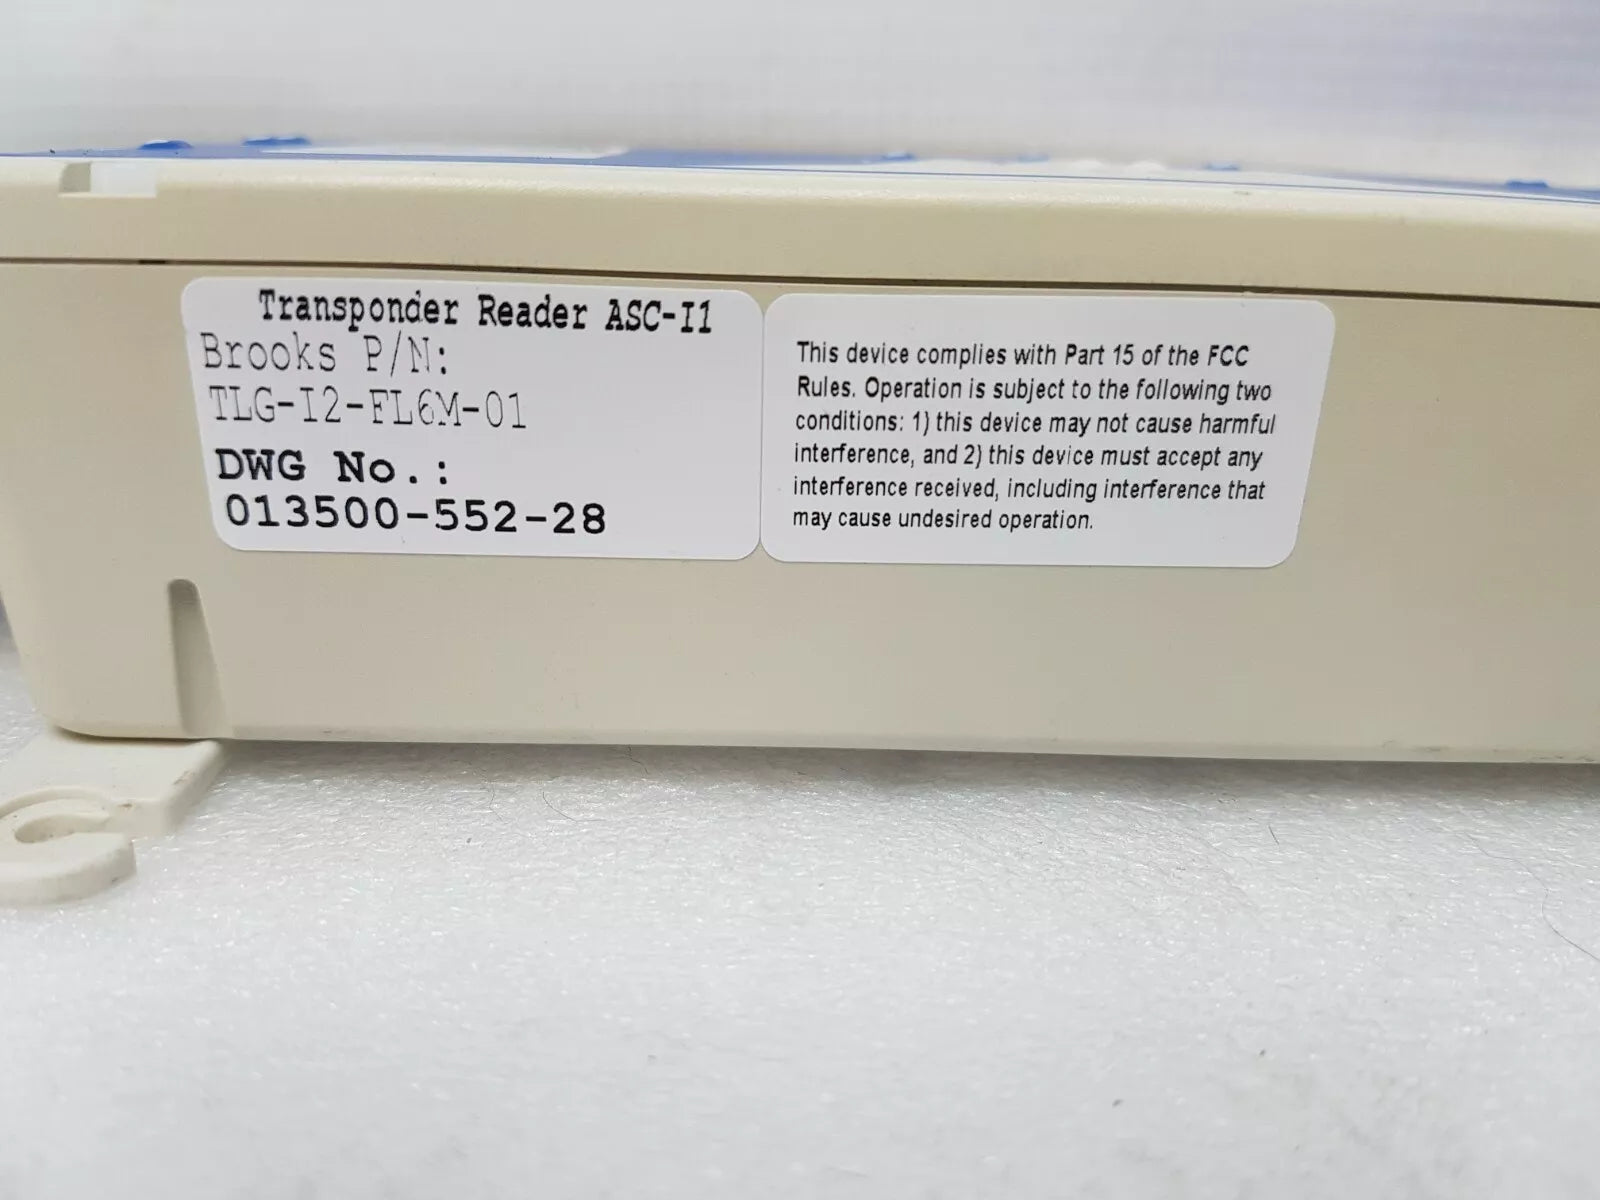 Transponder Reader ASC-I1
Brooks P/N:
TLG-I2-FL6M-01
DWG No.:
013500-552-28
This device complies with Part 15 of the FCC
Rules. Operation is subject to the following two
conditions: 1) this device may not cause harmful
interference, and 2) this device must accept any
interference received, including interference that
may cause undesired operation.